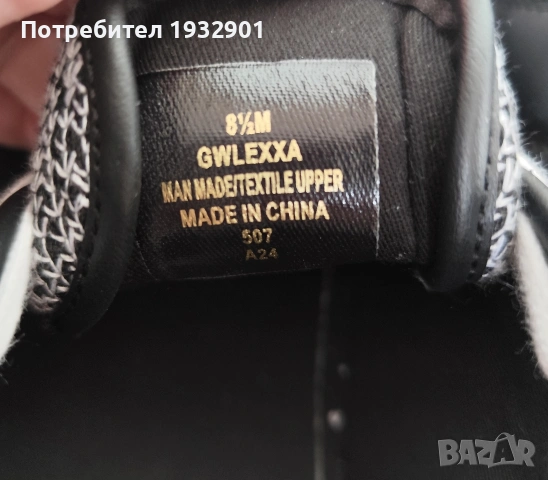 Потребител 1932901
8½M
GWLEXXA
MAN MADE/TEXTILE UPPER
MADE IN CHINA
507
A24
BAZAR